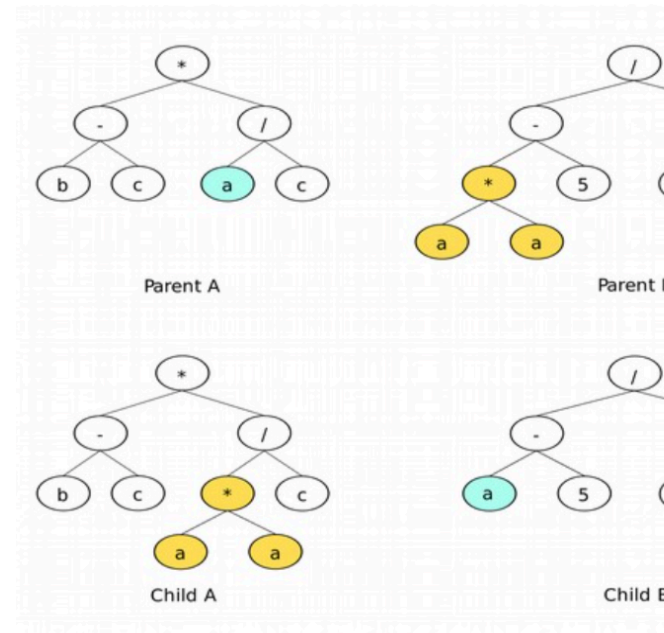 * /
- / -
b c a c * 5
a a
Parent A Parent
* /
- / -
b c * c a 5
a a
Child A Child